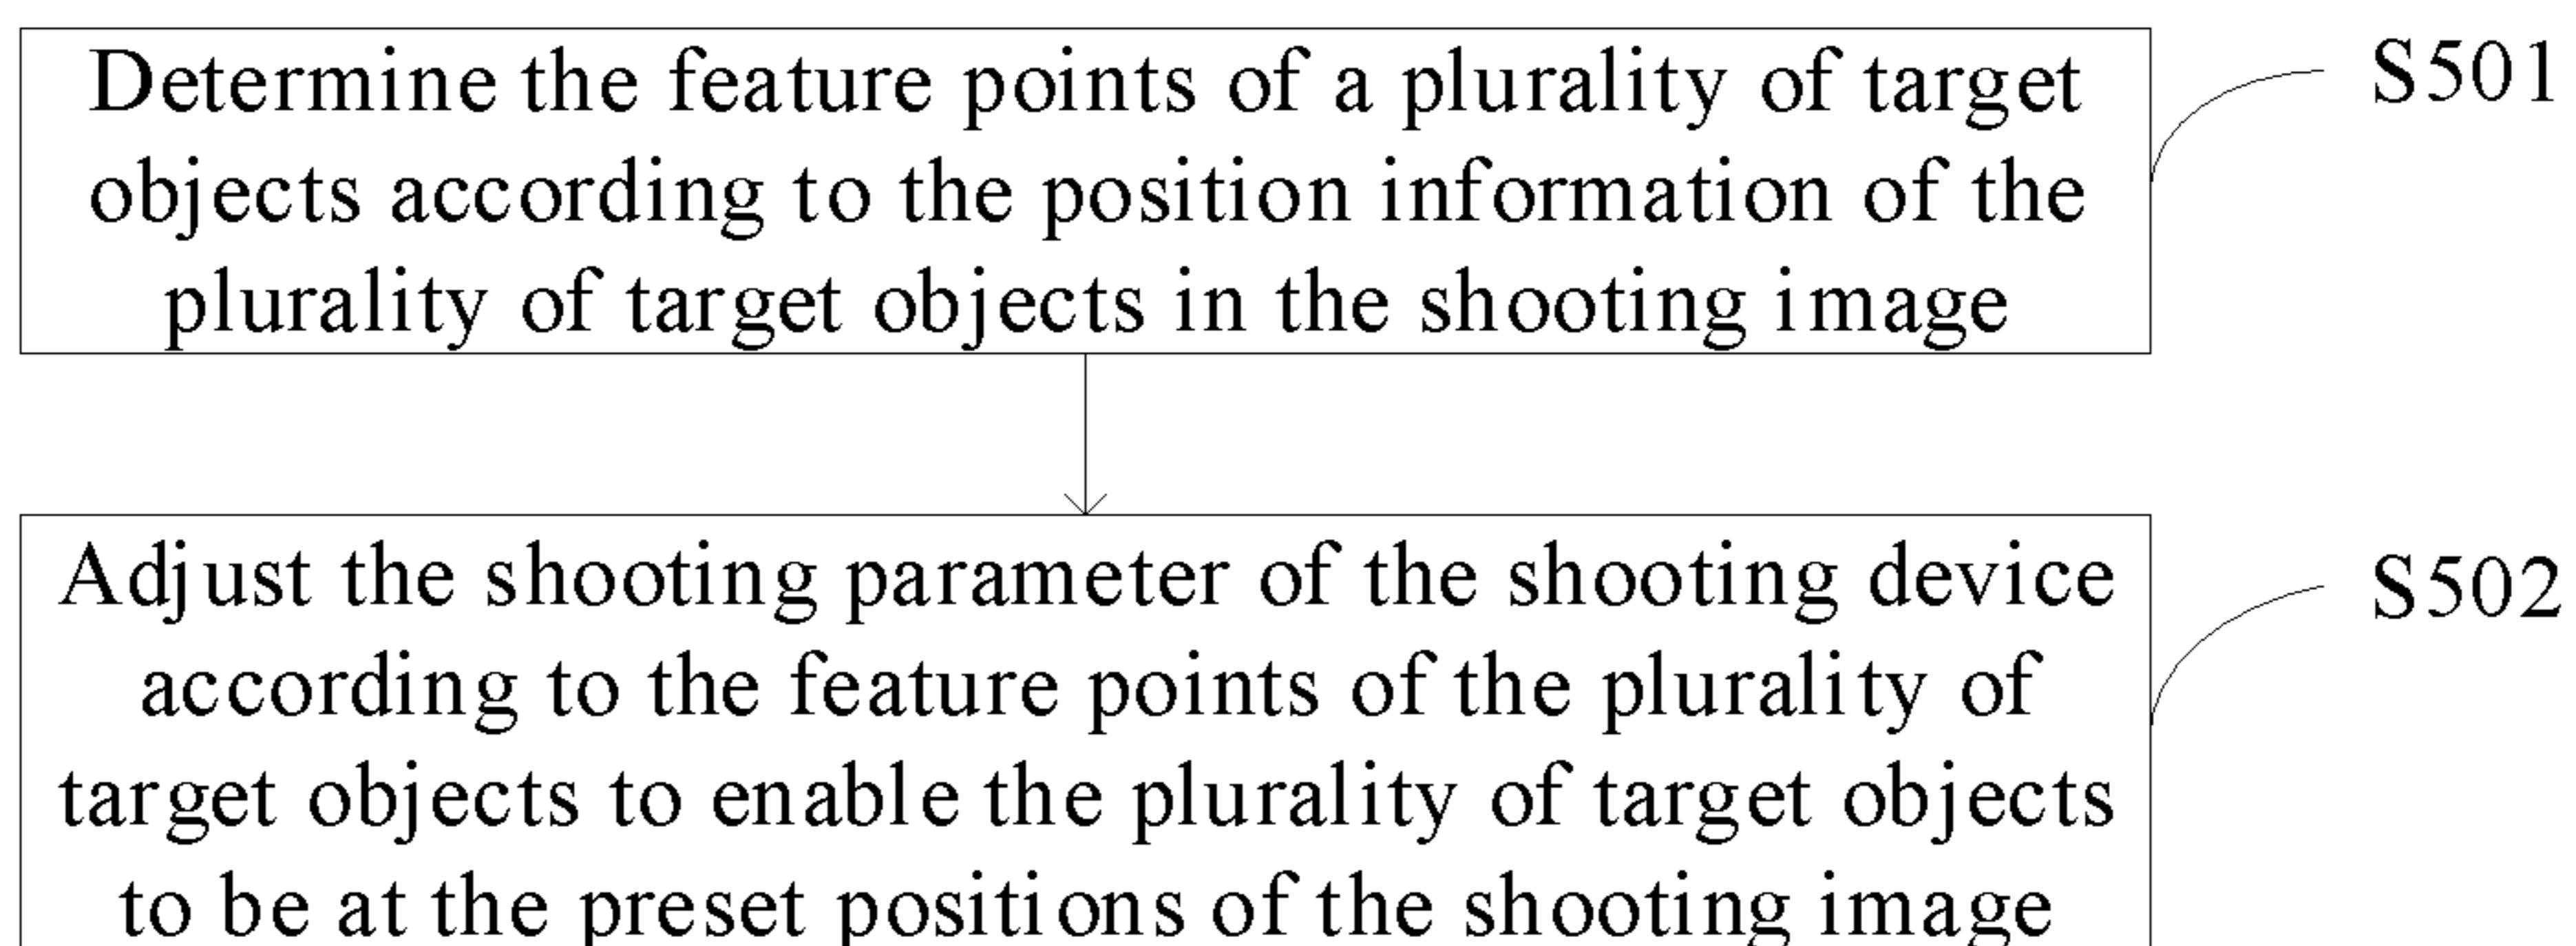 Determine the feature points of a plurality of target
objects according to the position information of the
plurality of target objects in the shooting image
S501
Adjust the shooting parameter of the shooting device
according to the feature points of the plurality of
target objects to enable the plurality of target objects
to be at the preset positions of the shooting image
S502